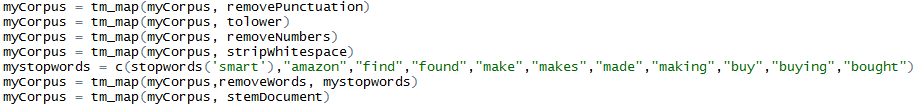 myCorpus = tm_map(myCorpus, removePunctuation)
myCorpus = tm_map(myCorpus, tolower)
myCorpus = tm_map(myCorpus, removeNumbers)
myCorpus = tm_map(myCorpus, stripWhitespace)
mystopwords = c(stopwords('smart'),"amazon","find","found","make","makes","made","making","buy","buying","bought")
myCorpus = tm_map(myCorpus,removeWords, mystopwords)
myCorpus = tm_map(myCorpus, stemDocument)